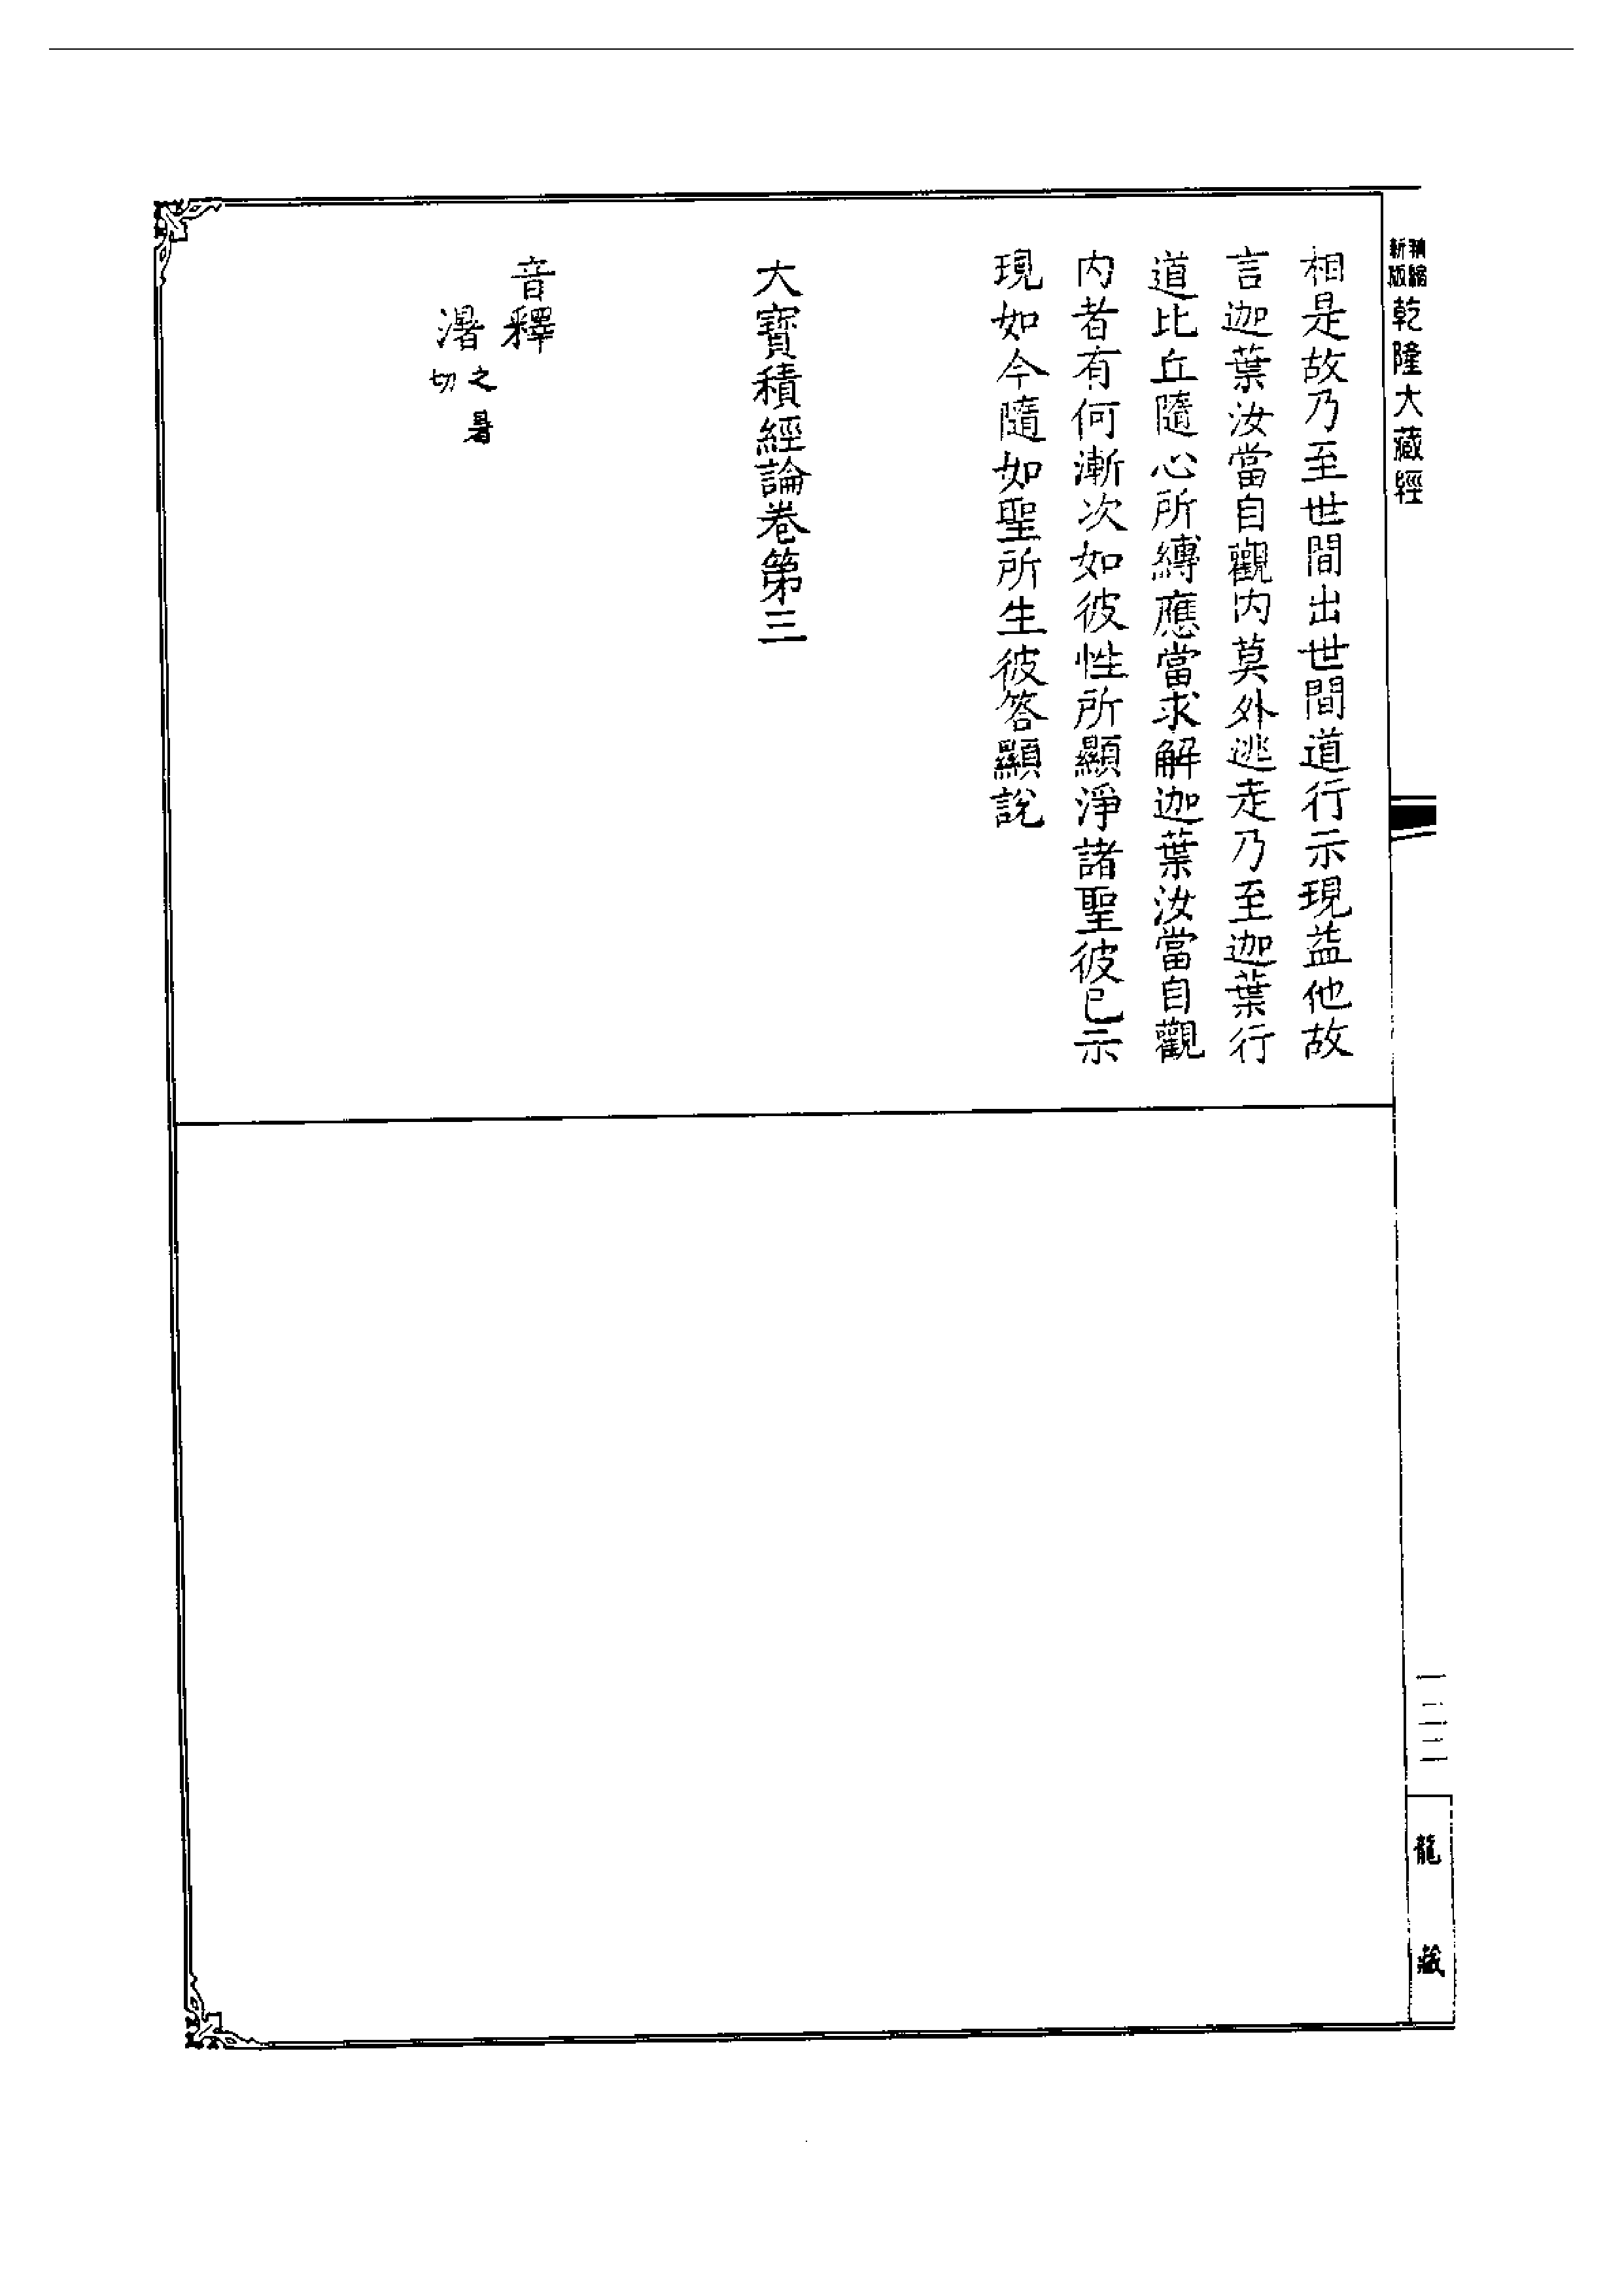 精縮
新版
乾隆大藏經
相是故乃至世間出世間道行示現益他故
言迦葉汝當自觀內莫外逃走乃至迦葉行
道比丘隨心所縛應當求解迦葉汝當自觀
內者有何漸次如彼性所顯淨諸聖彼已示
現如今隨如聖所生彼答顯說
大寶積經論卷第三
音釋
渚
之暑
切
一二二
龍藏